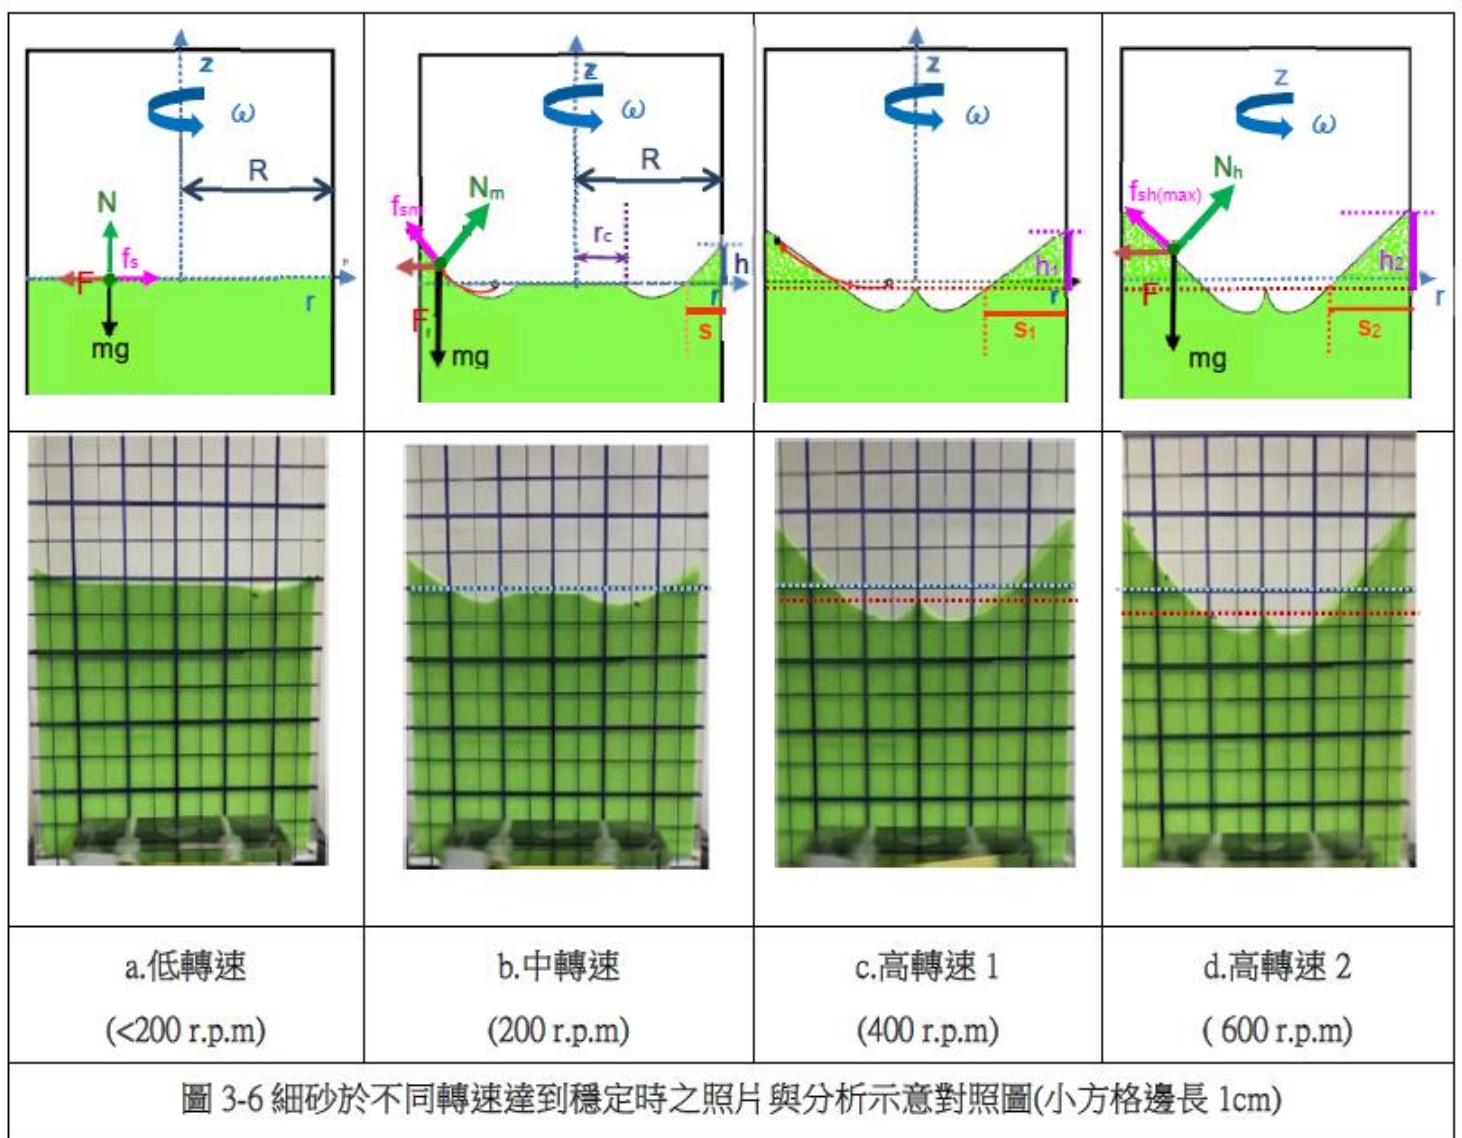 z
ω
R
N
fs
F
r
mg
z
ω
R
Nm
fsm
rc
h
r
F
s
mg
z
ω
h1
r
s1
z
ω
Nh
fsh(max)
h2
F
r
s2
mg
a.低轉速
(<200 r.p.m)
b.中轉速
(200 r.p.m)
c.高轉速 1
(400 r.p.m)
d.高轉速 2
( 600 r.p.m)
圖 3-6 細砂於不同轉速達到穩定時之照片與分析示意對照圖(小方格邊長 1cm)